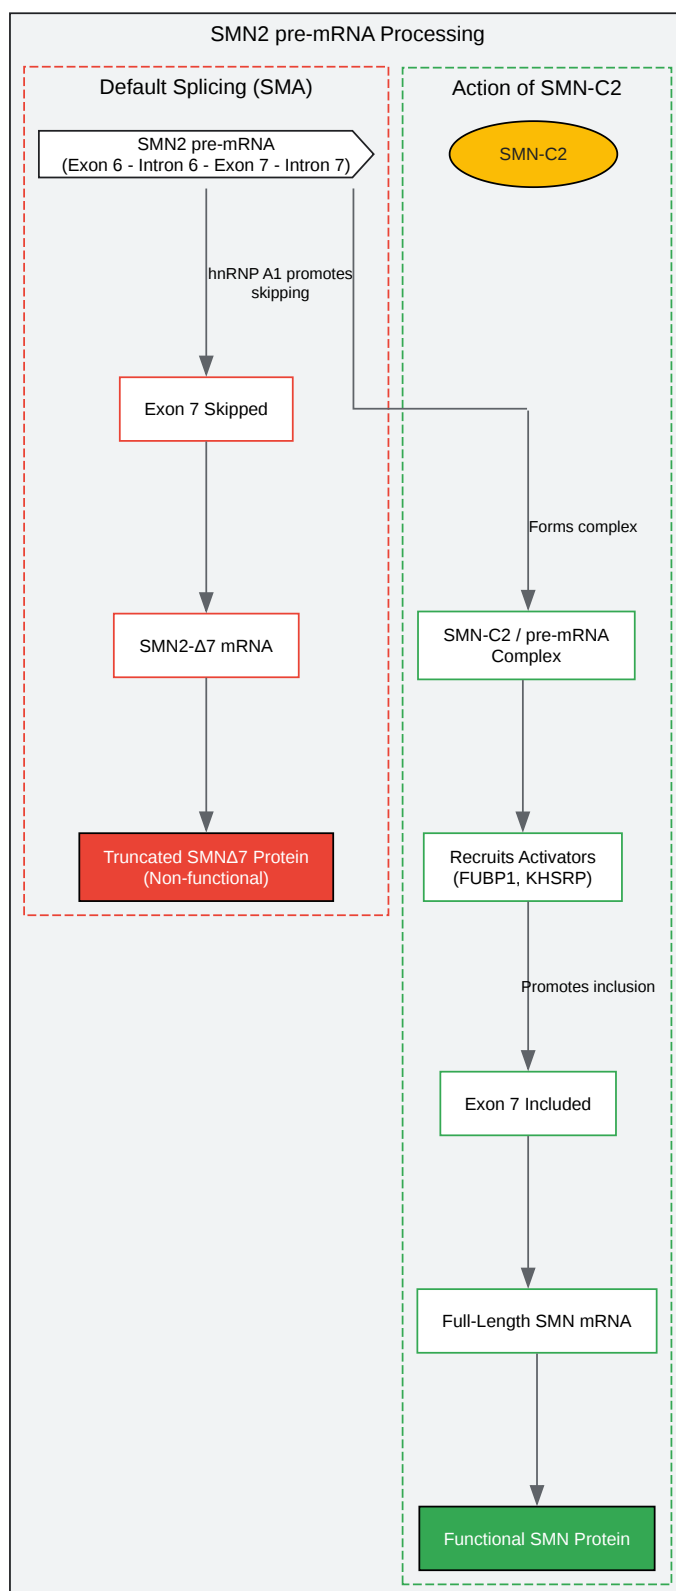 SMN2 pre-mRNA Processing
Default Splicing (SMA)
SMN2 pre-mRNA
(Exon 6 - Intron 6 - Exon 7 - Intron 7)
hnRNP A1 promotes
skipping
Exon 7 Skipped
SMN2-Δ7 mRNA
Truncated SMNΔ7 Protein
(Non-functional)
Action of SMN-C2
SMN-C2
Forms complex
SMN-C2 / pre-mRNA
Complex
Recruits Activators
(FUBP1, KHSRP)
Promotes inclusion
Exon 7 Included
Full-Length SMN mRNA
Functional SMN Protein